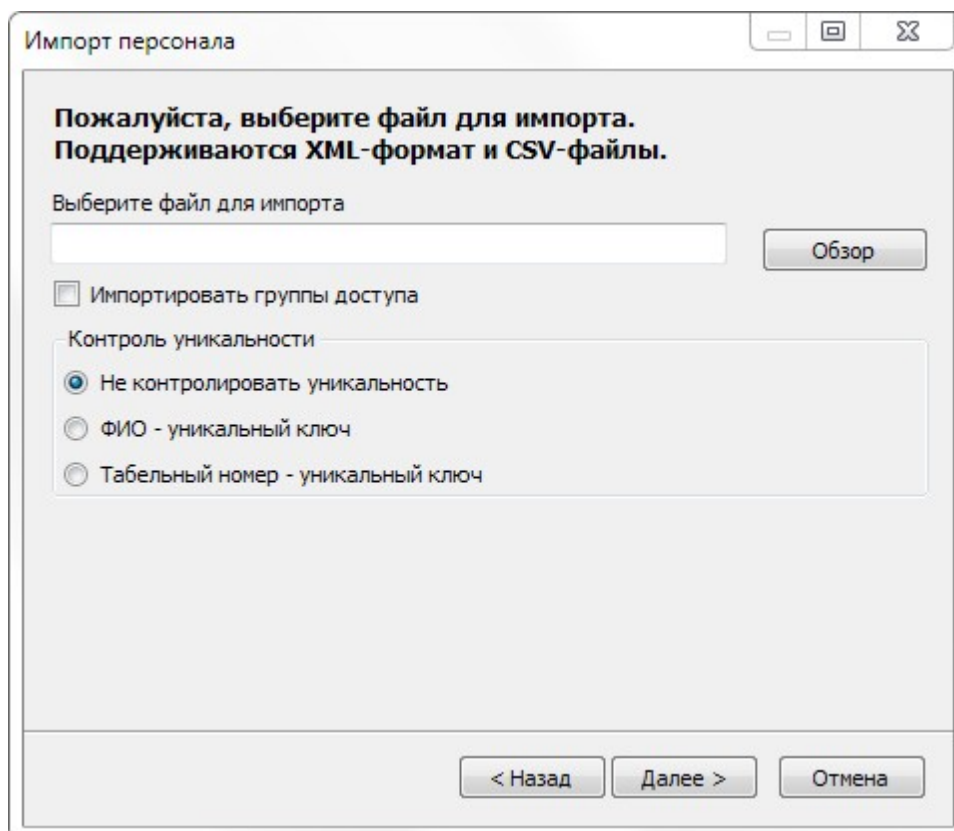 Импорт персонала
Пожалуйста, выберите файл для импорта.
Поддерживаются XML-формат и CSV-файлы.
Выберите файл для импорта
Обзор
Импортировать группы доступа
Контроль уникальности
Не контролировать уникальность
ФИО - уникальный ключ
Табельный номер - уникальный ключ
< Назад Далее > Отмена